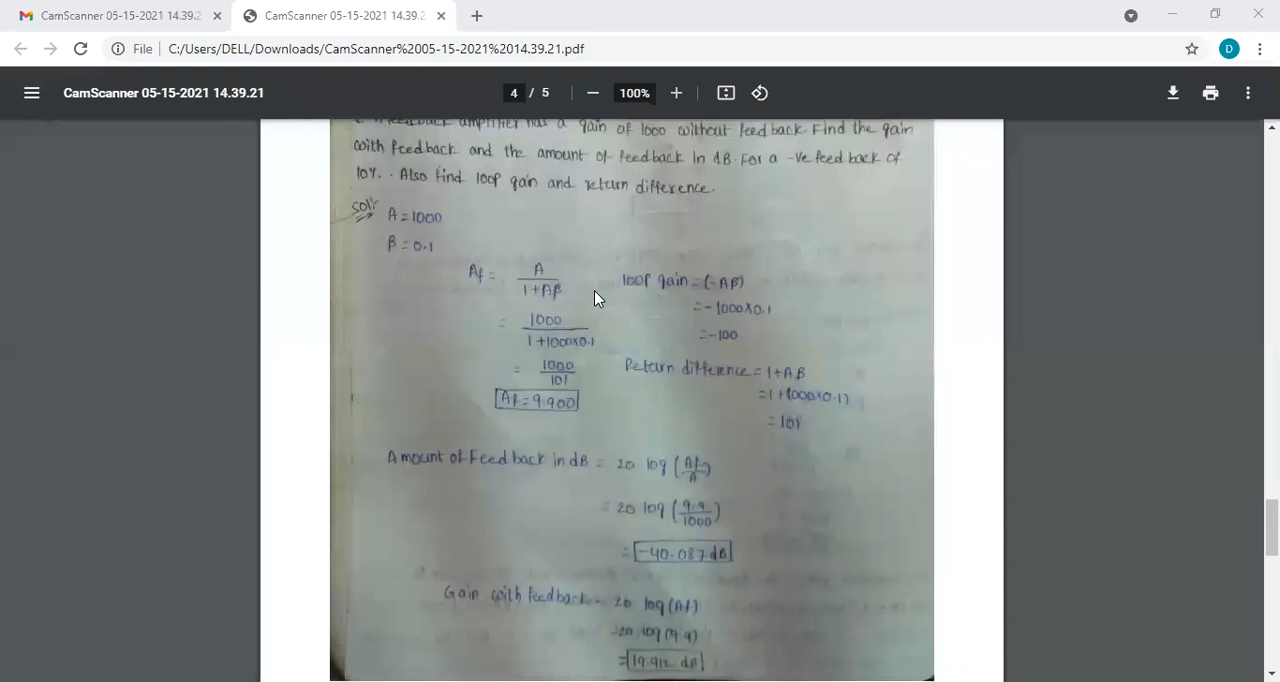 CamScanner 05-15-2021 14.39.2
CamScanner 05-15-2021 14.39.2
File
C:/Users/DELL/Downloads/CamScanner%2005-15-2021%2014.39.21.pdf
D
CamScanner 05-15-2021 14.39.21
4 / 5
100%
feedback amplifier has a gain of 1000 without feedback. Find the gain
with feedback and the amount of feedback in dB. For a -ve feed back of
10%. Also find loop gain and return difference.
Sol:
A = 1000
β = 0.1
Af = A / 1+Aβ
loop gain = (-Aβ)
= -1000×0.1
= -100
= 1000 / 1+1000×0.1
= 1000 / 101
Af = 9.900
Return difference = 1+Aβ
= 1+(1000×0.1)
= 101
Amount of Feed back in dB = 20 log (Af/A)
= 20 log (9.9/1000)
= -40.087 dB
Gain with feedback = 20 log (Af)
= 20 log (9.9)
= 19.912 dB